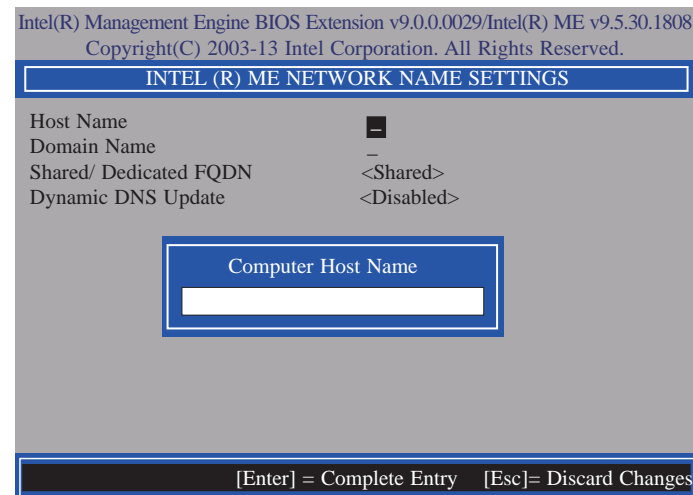 Intel(R) Management Engine BIOS Extension v9.0.0.0029/Intel(R) ME v9.5.30.1808
Copyright(C) 2003-13 Intel Corporation. All Rights Reserved.
INTEL (R) ME NETWORK NAME SETTINGS
Host Name _
Domain Name _
Shared/ Dedicated FQDN <Shared>
Dynamic DNS Update <Disabled>
Computer Host Name
[Enter] = Complete Entry [Esc]= Discard Changes